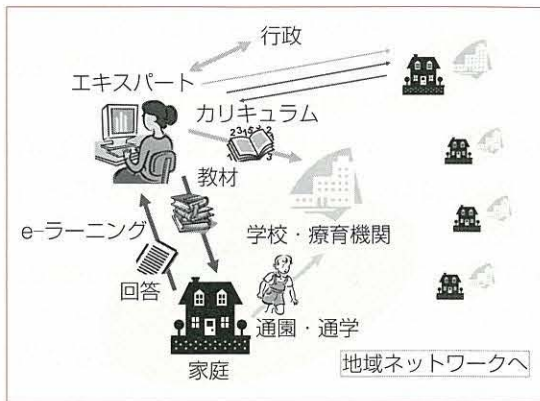 行政
エキスパート
カリキュラム
教材
e-ラーニング
学校・療育機関
回答
通園・通学
家庭
地域ネットワークへ